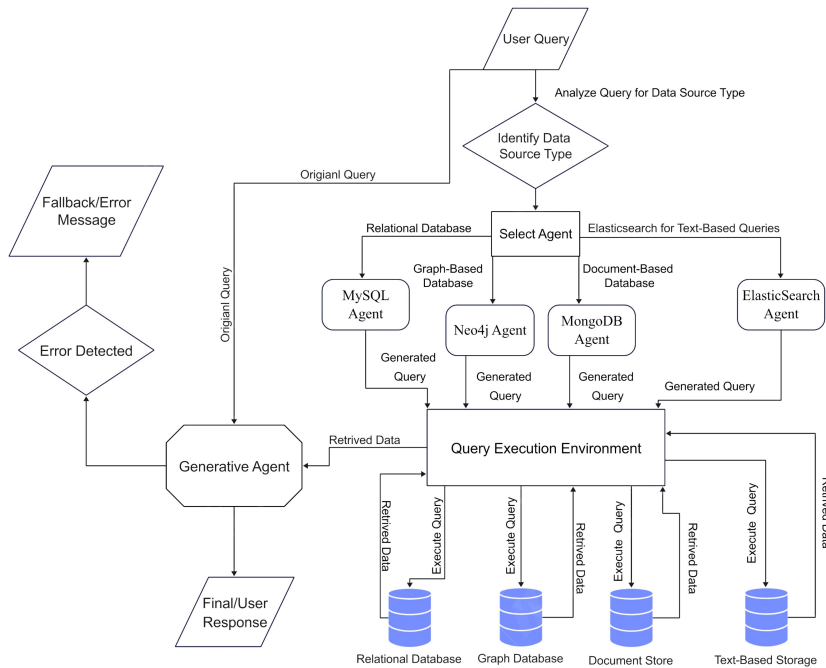 User Query
Analyze Query for Data Source Type
Identify Data
Source Type
Origianl Query
Fallback/Error
Message
Relational Database
Select Agent
Elasticsearch for Text-Based Queries
Graph-Based
Database
Document-Based
Database
MySQL
Agent
Neo4j Agent
MongoDB
Agent
ElasticSearch
Agent
Origianl Query
Error Detected
Generated
Query
Generated
Query
Generated
Query
Generated Query
Generative Agent
Retrived Data
Query Execution Environment
Retrived Data
Execute Query
Execute Query
Retrived Data
Execute Query
Retrived Data
Execute Query
Retrived Data
Final/User
Response
Relational Database
Graph Database
Document Store
Text-Based Storage